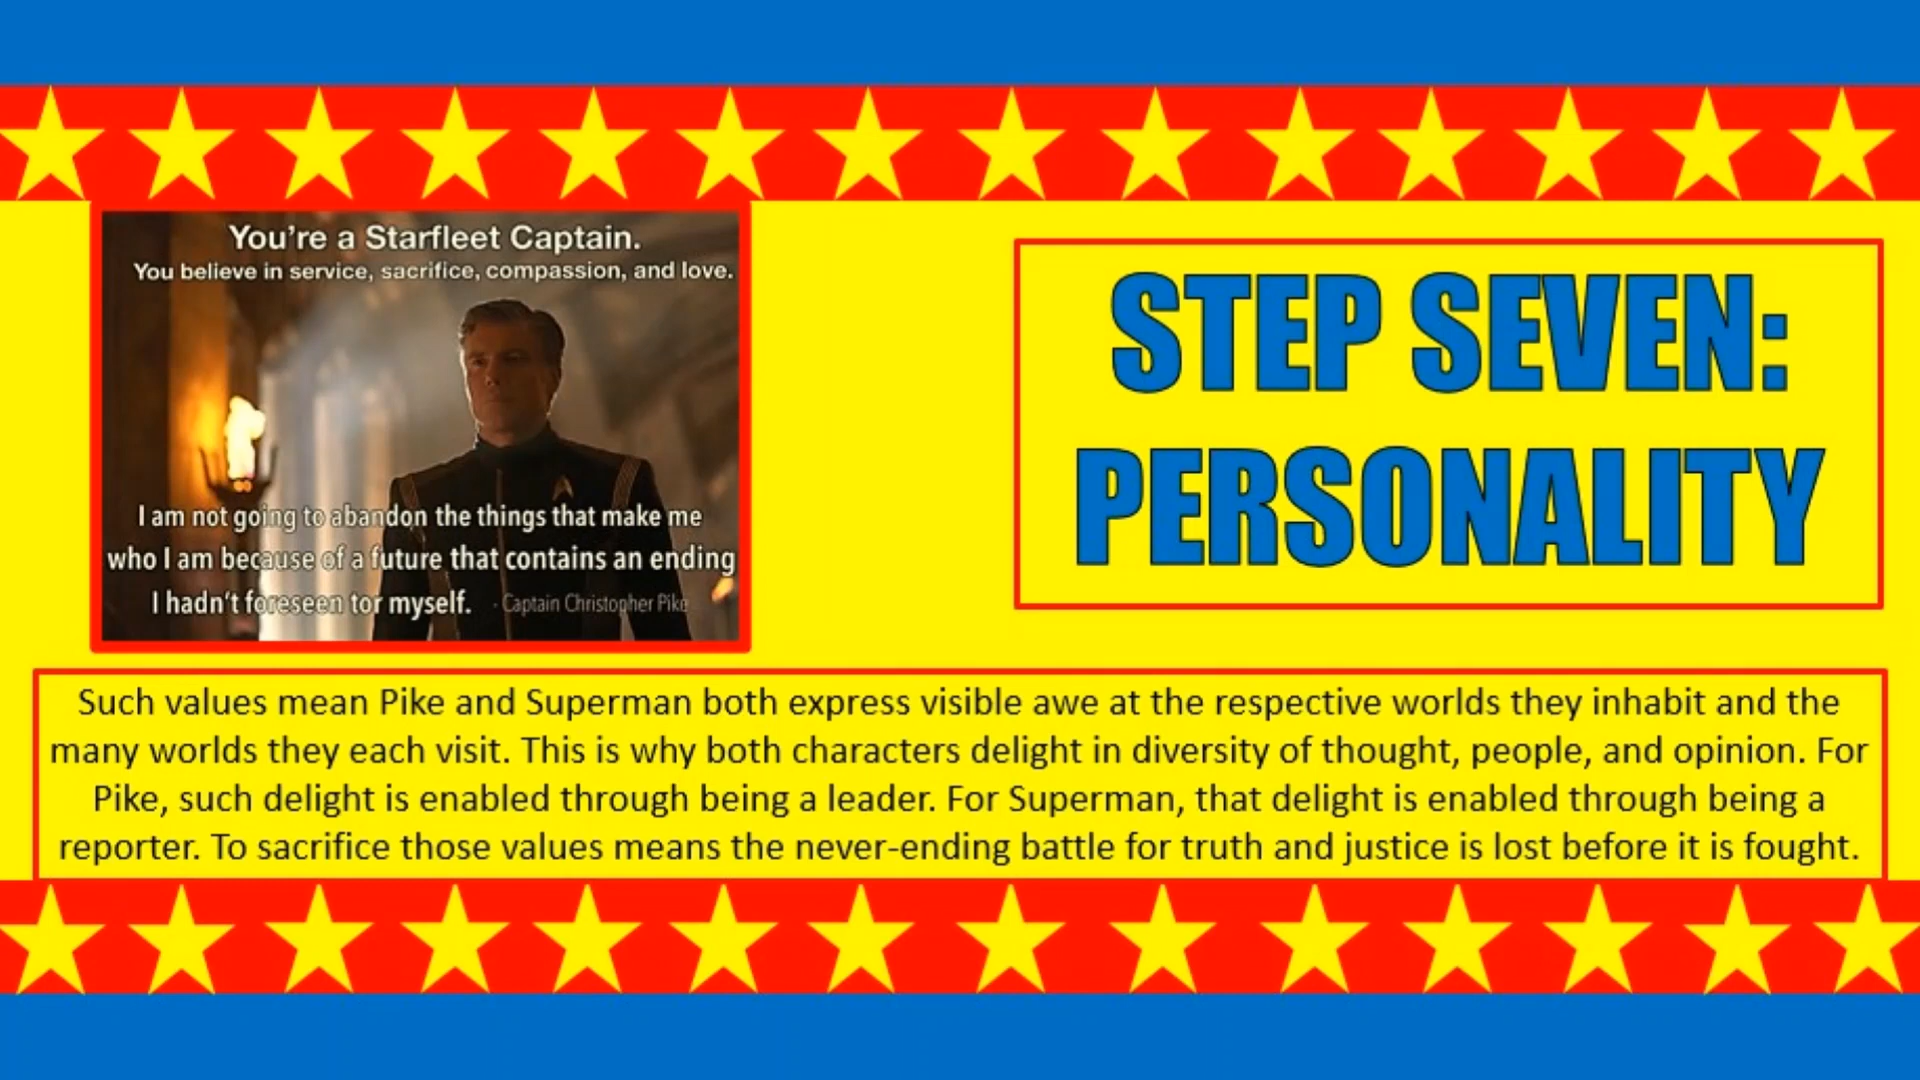 You're a Starfleet Captain.
You believe in service, sacrifice, compassion, and love.
I am not going to abandon the things that make me
who I am because of a future that contains an ending
I hadn't foreseen for myself. - Captain Christopher Pike
STEP SEVEN:
PERSONALITY
Such values mean Pike and Superman both express visible awe at the respective worlds they inhabit and the
many worlds they each visit. This is why both characters delight in diversity of thought, people, and opinion. For
Pike, such delight is enabled through being a leader. For Superman, that delight is enabled through being a
reporter. To sacrifice those values means the never-ending battle for truth and justice is lost before it is fought.